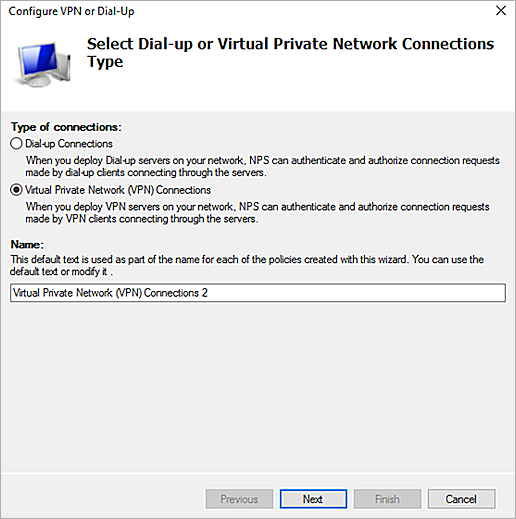 Configure VPN or Dial-Up
Select Dial-up or Virtual Private Network Connections
Type
Type of connections:
Dial-up Connections
When you deploy Dial-up servers on your network, NPS can authenticate and authorize connection requests
made by dial-up clients connecting through the servers.
Virtual Private Network (VPN) Connections
When you deploy VPN servers on your network, NPS can authenticate and authorize connection requests
made by VPN clients connecting through the servers.
Name:
This default text is used as part of the name for each of the policies created with this wizard. You can use the
default text or modify it .
Virtual Private Network (VPN) Connections 2
Previous
Next
Finish
Cancel